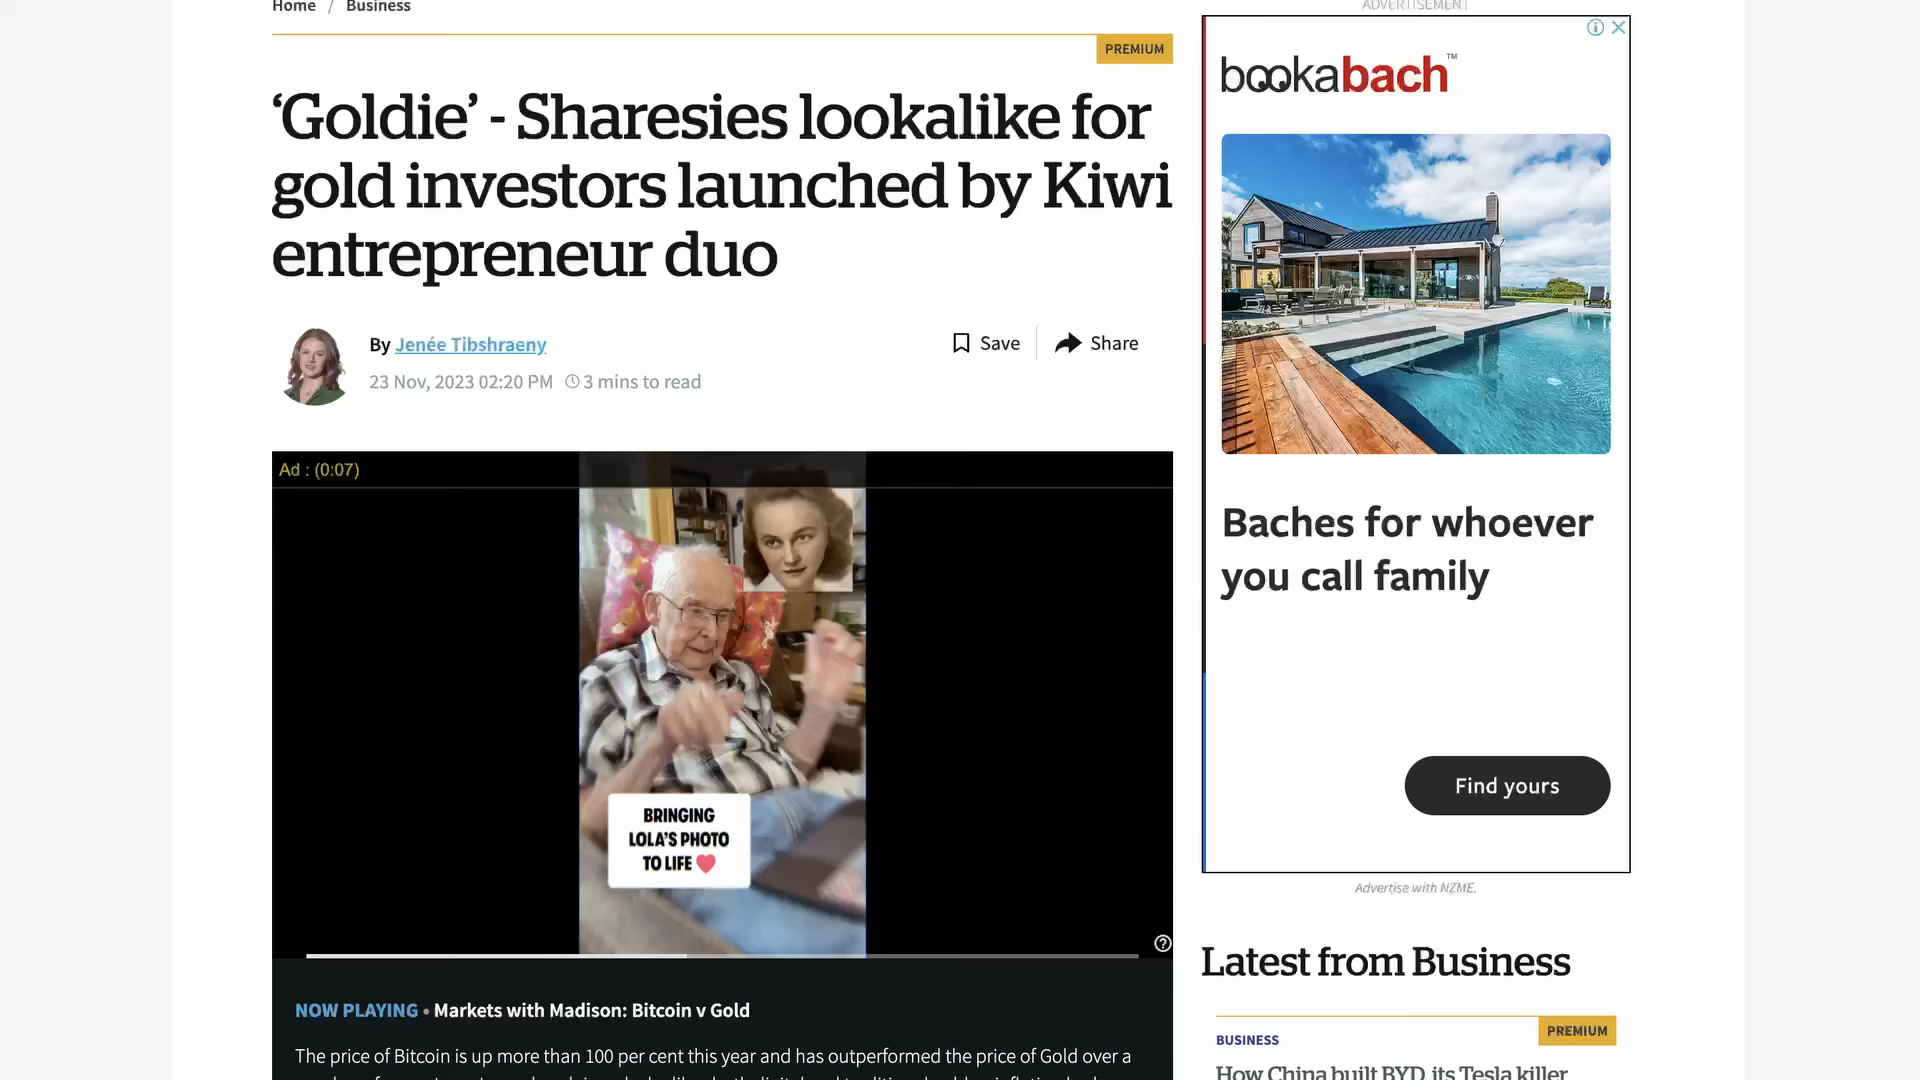 Home / Business
PREMIUM
‘Goldie’ - Sharesies lookalike for
gold investors launched by Kiwi
entrepreneur duo
By Jenée Tibshraeny
23 Nov, 2023 02:20 PM 3 mins to read
Save
Share
Ad : (0:07)
BRINGING
LOLA'S PHOTO
TO LIFE
NOW PLAYING • Markets with Madison: Bitcoin v Gold
The price of Bitcoin is up more than 100 per cent this year and has outperformed the price of Gold over a
ADVERTISEMENT
bookabach™
Baches for whoever
you call family
Find yours
Advertise with NZME.
Latest from Business
PREMIUM
BUSINESS
How China built BYD, its Tesla killer